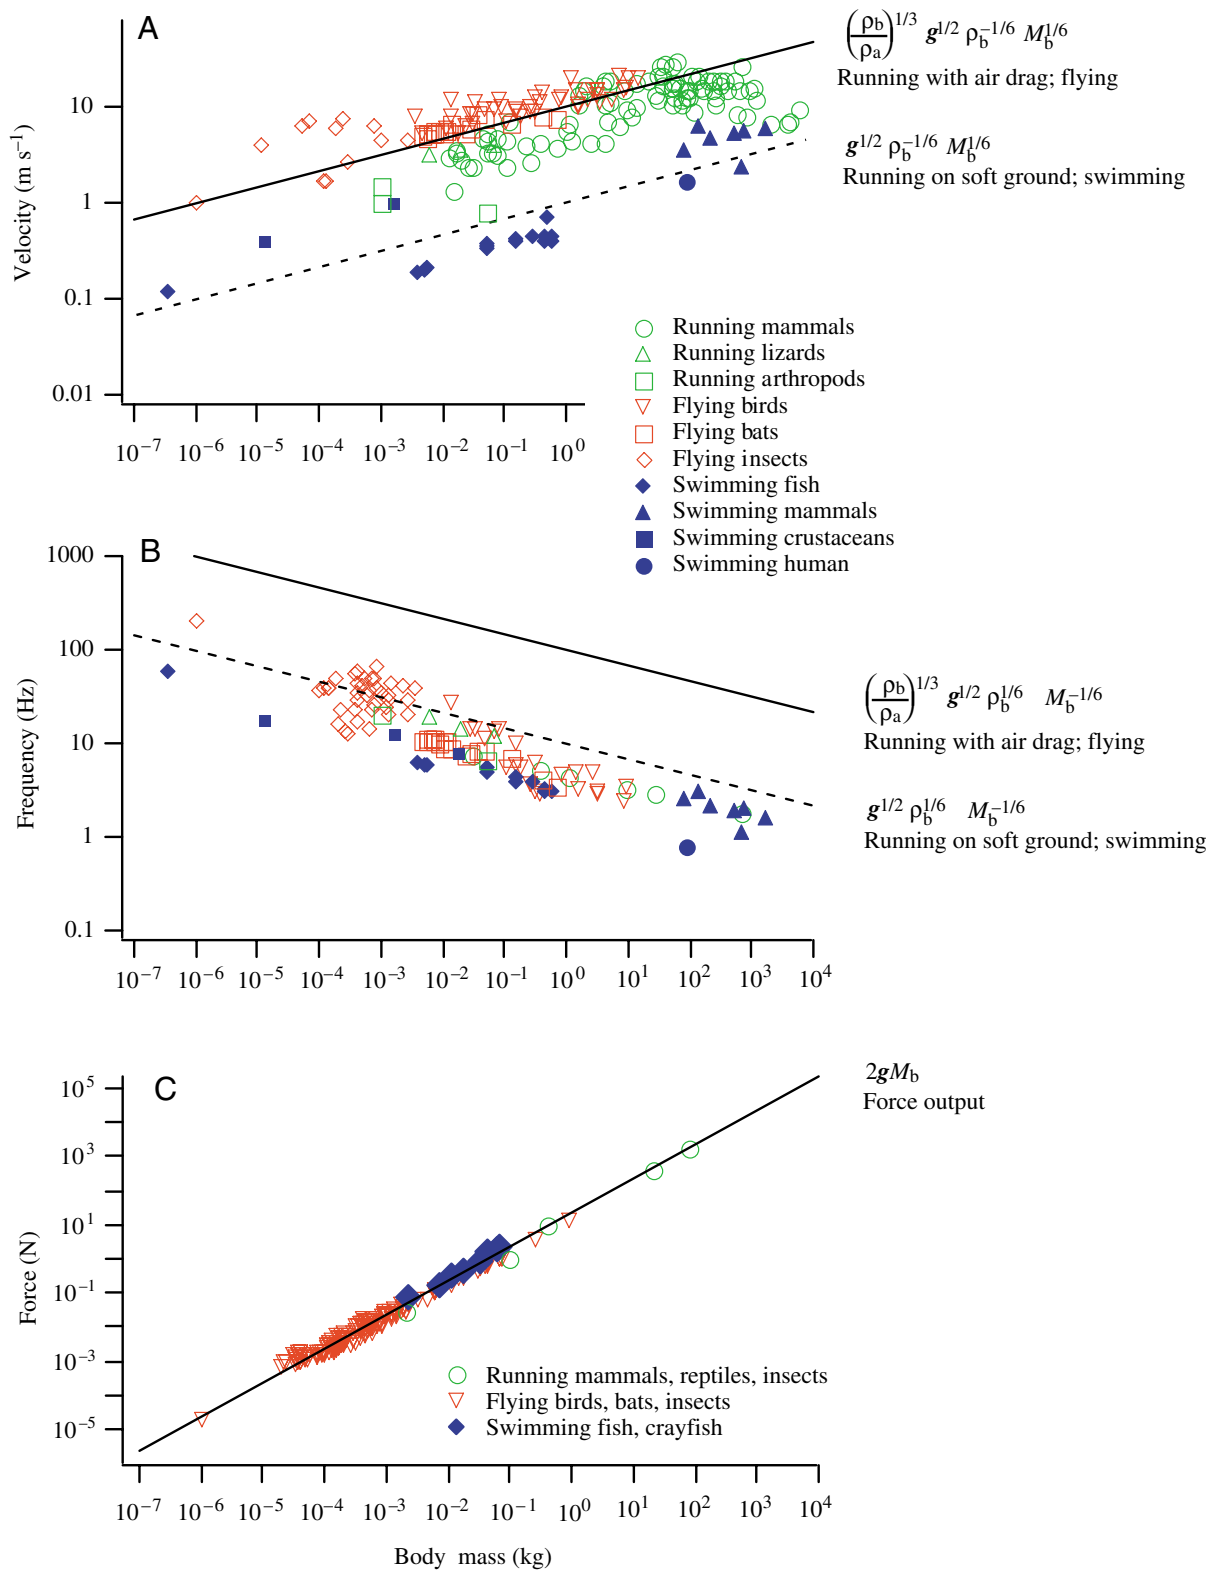 A
(ρb/ρa)^1/3 g^1/2 ρb^−1/6 Mb^1/6
Running with air drag; flying
g^1/2 ρb^−1/6 Mb^1/6
Running on soft ground; swimming
Velocity (m s−1)
10
1
0.1
0.01
10−7 10−6 10−5 10−4 10−3 10−2 10−1 10^0
Running mammals
Running lizards
Running arthropods
Flying birds
Flying bats
Flying insects
Swimming fish
Swimming mammals
Swimming crustaceans
Swimming human
B
Frequency (Hz)
1000
100
10
1
0.1
(ρb/ρa)^1/3 g^1/2 ρb^1/6 Mb^−1/6
Running with air drag; flying
g^1/2 ρb^1/6 Mb^−1/6
Running on soft ground; swimming
10−7 10−6 10−5 10−4 10−3 10−2 10−1 10^0 10^1 10^2 10^3 10^4
C
2gMb
Force output
Force (N)
10^5
10^3
10^1
10−1
10−3
10−5
Running mammals, reptiles, insects
Flying birds, bats, insects
Swimming fish, crayfish
10−7 10−6 10−5 10−4 10−3 10−2 10−1 10^0 10^1 10^2 10^3 10^4
Body mass (kg)